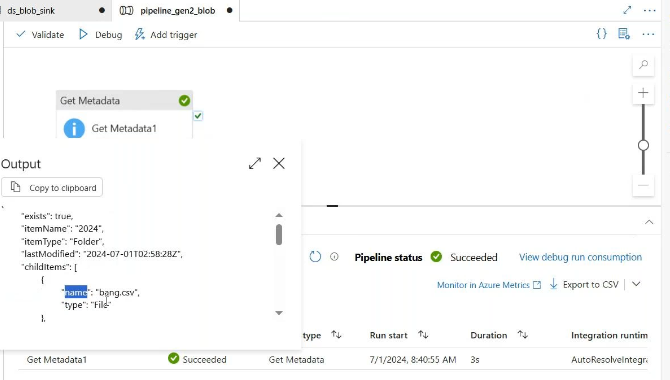 ds_blob_sink
pipeline_gen2_blob
Validate
Debug
Add trigger
Get Metadata
Get Metadata1
Output
Copy to clipboard
"exists": true,
"itemName": "2024",
"itemType": "Folder",
"lastModified": "2024-07-01T02:58:28Z",
"childItems": [
{
"name": "bang.csv",
"type": "File"
},
Pipeline status Succeeded View debug run consumption
Monitor in Azure Metrics Export to CSV
type Run start Duration Integration runtim
Get Metadata1 Succeeded Get Metadata 7/1/2024, 8:40:55 AM 3s AutoResolveIntegra